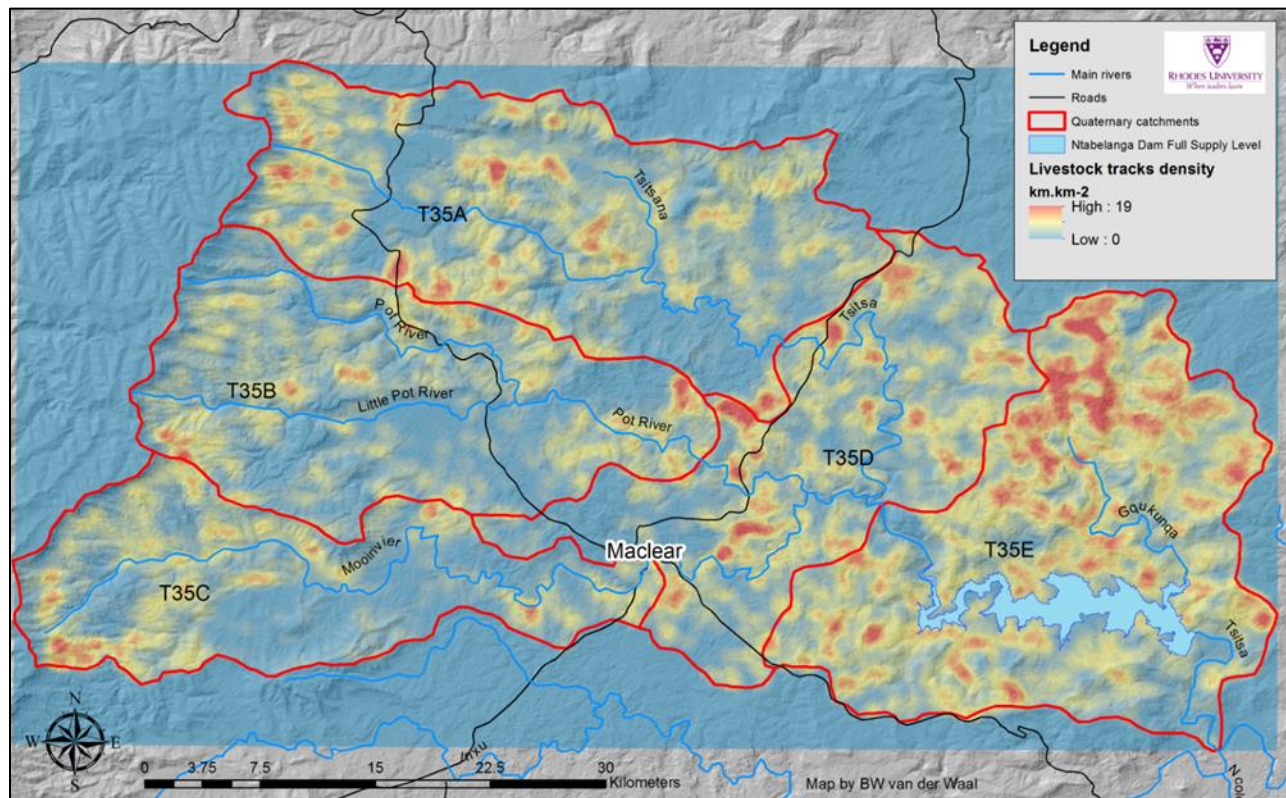 Legend
Main rivers
Roads
Quaternary catchments
Ntabelanga Dam Full Supply Level
Livestock tracks density
km.km-2
High : 19
Low : 0
RHODES UNIVERSITY
Where leaders learn
Tsitsana
T35A
Pot River
Tsitsa
T35B
Little Pot River
Pot River
T35D
Gqukunqa
Maclear
T35E
Mooinvier
T35C
Tsitsa
N
W E
S
Inxu
0 3.75 7.5 15 22.5 30
Kilometers
Map by BW van der Waal